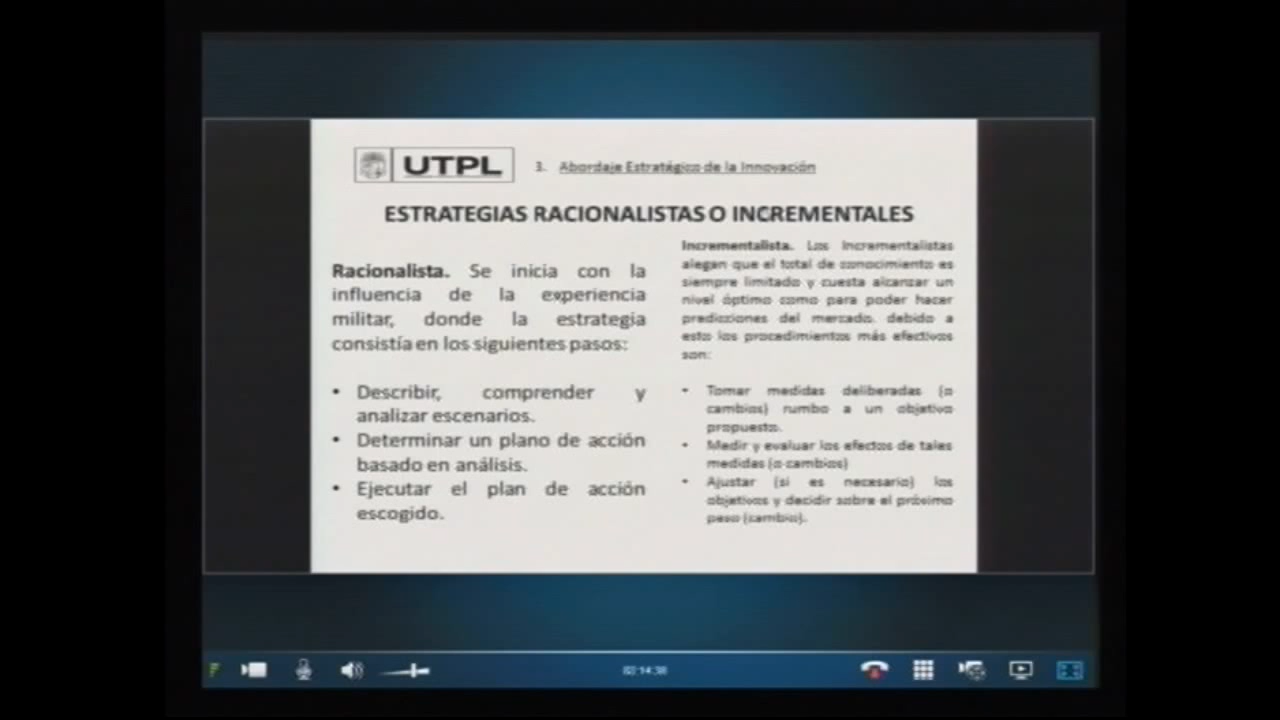 UTPL
3. Abordaje Estratégico de la Innovación
ESTRATEGIAS RACIONALISTAS O INCREMENTALES
Racionalista. Se inicia con la
influencia de la experiencia
militar, donde la estrategia
consistía en los siguientes pasos:
• Describir, comprender y
analizar escenarios.
• Determinar un plano de acción
basado en análisis.
• Ejecutar el plan de acción
escogido.
Incrementalista. Los Incrementalistas
alegan que el total de conocimiento es
siempre limitado y cuesta alcanzar un
nivel óptimo como para poder hacer
predicciones del mercado, debido a
esto los procedimientos más efectivos
son:
• Tomar medidas deliberadas (o
cambios) rumbo a un objetivo
propuesto.
• Medir y evaluar los efectos de tales
medidas (o cambios)
• Ajustar (si es necesario) los
objetivos y decidir sobre el próximo
paso (cambio).
02:14:38